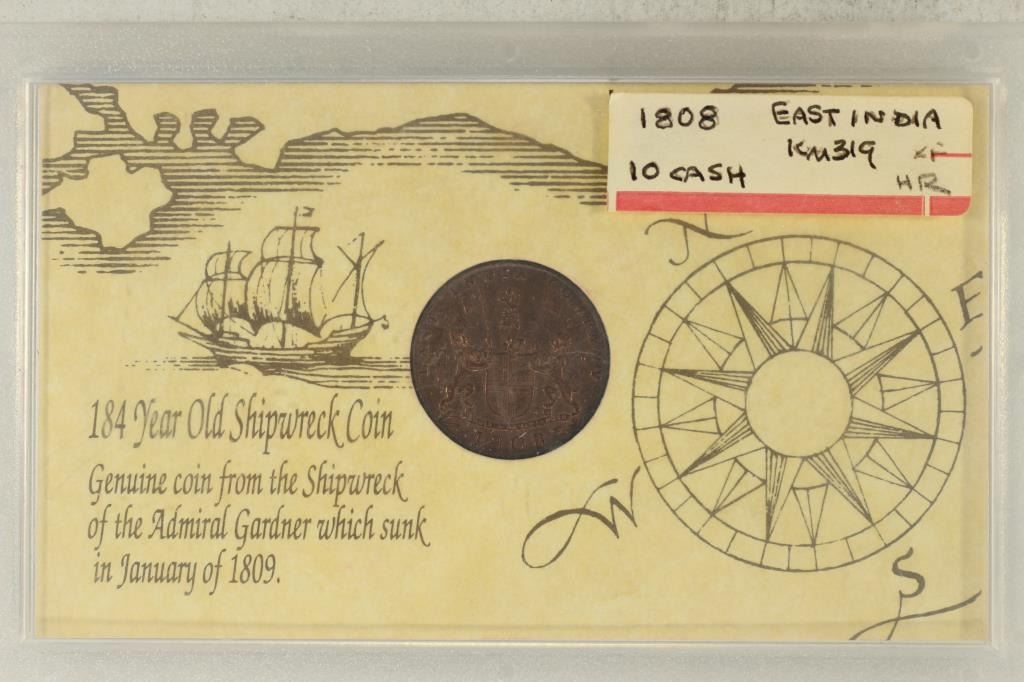 1808 EAST INDIA
KM319 XF
10 CASH HR
N
E
184 Year Old Shipwreck Coin
Genuine coin from the Shipwreck
of the Admiral Gardner which sunk
in January of 1809.
W
S
1808